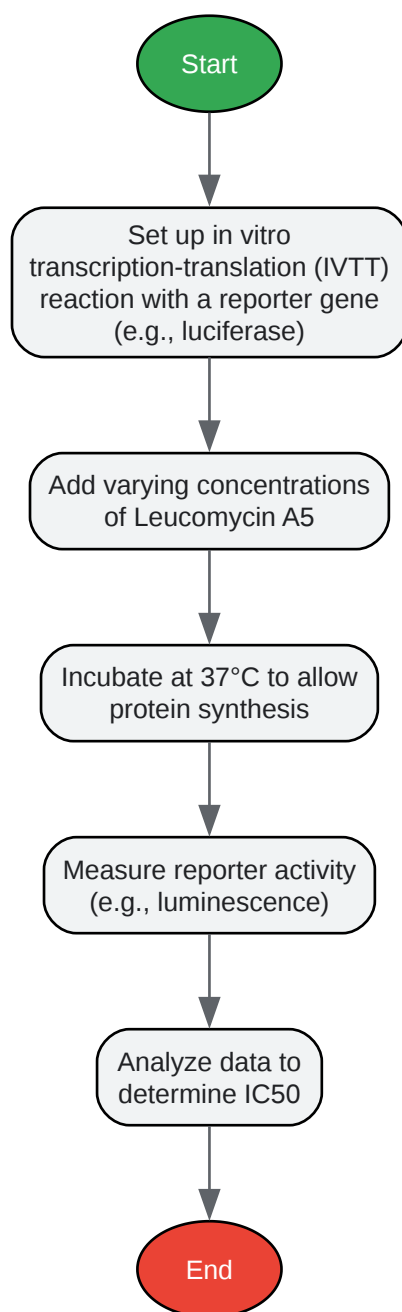 Start
Set up in vitro
transcription-translation (IVTT)
reaction with a reporter gene
(e.g., luciferase)
Add varying concentrations
of Leucomycin A5
Incubate at 37°C to allow
protein synthesis
Measure reporter activity
(e.g., luminescence)
Analyze data to
determine IC50
End